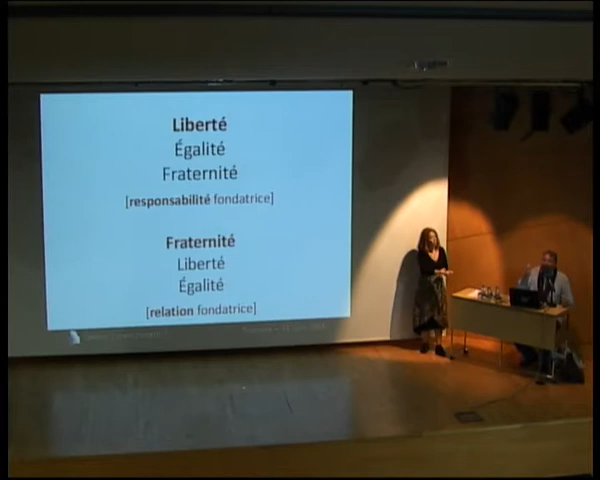 Liberté
Égalité
Fraternité
[responsabilité fondatrice]
Fraternité
Liberté
Égalité
[relation fondatrice]